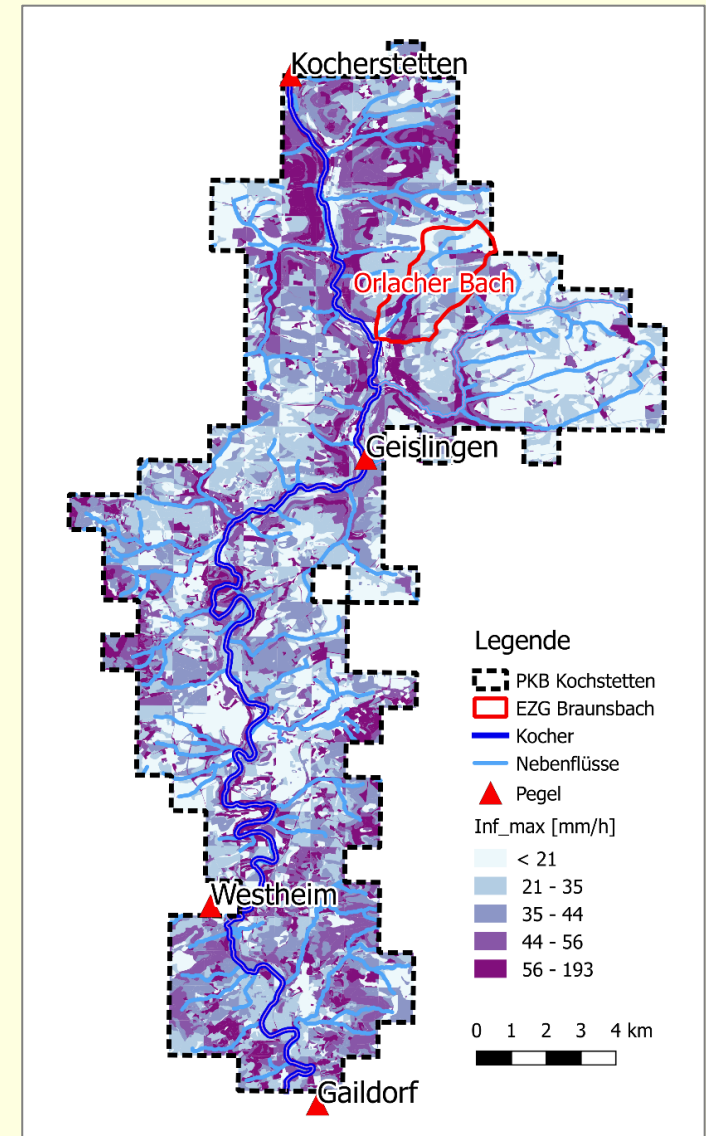 Kocherstetten
Orlacher Bach
Geislingen
Westheim
Gaildorf
Legende
PKB Kochstetten
EZG Braunsbach
Kocher
Nebenflüsse
Pegel
Inf_max [mm/h]
< 21
21 - 35
35 - 44
44 - 56
56 - 193
0 1 2 3 4 km